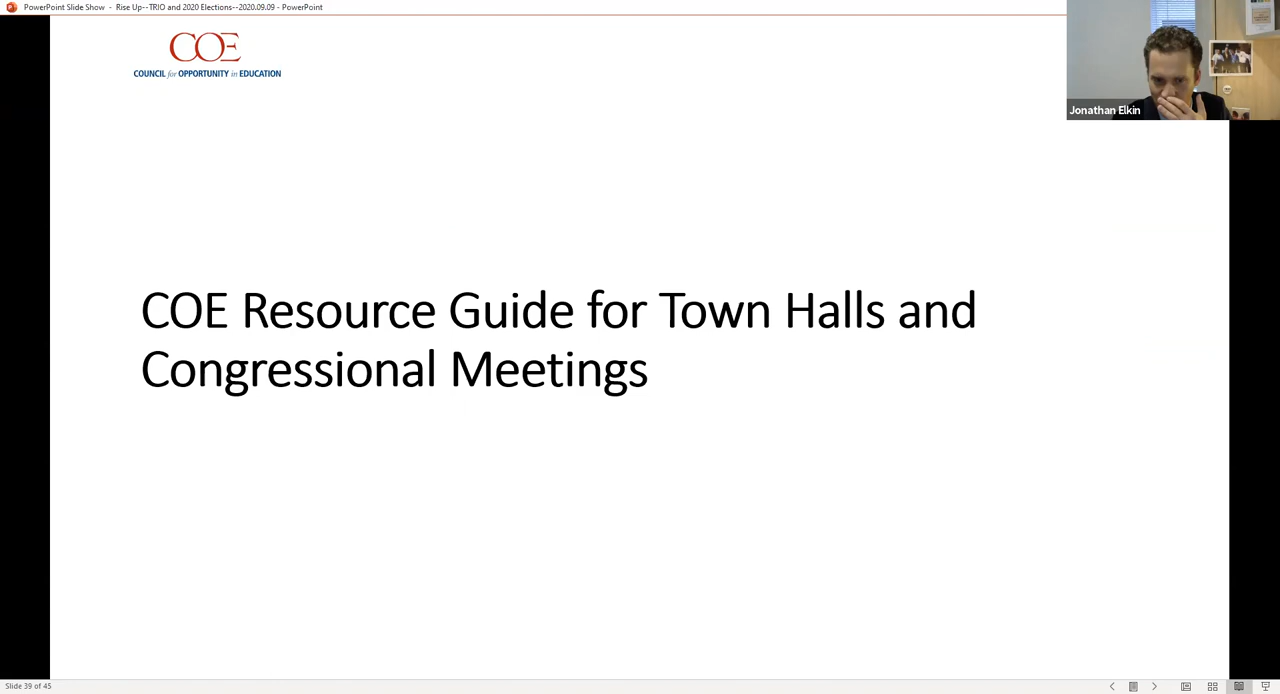 PowerPoint Slide Show - Rise Up--TRIO and 2020 Elections--2020.09.09 - PowerPoint
COE
COUNCIL for OPPORTUNITY in EDUCATION
Jonathan Elkin
COE Resource Guide for Town Halls and
Congressional Meetings
Slide 39 of 45